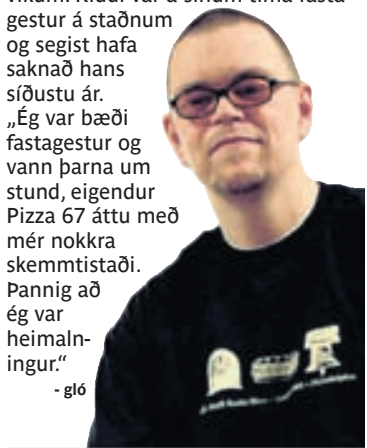 gestur á staðnum
og segist hafa
saknað hans
síðustu ár.
„Ég var bæði
fastagestur og
vann þarna um
stund, eigendur
Pizza 67 áttu með
mér nokkra
skemmtistaði.
Þannig að
ég var
heimaln-
ingur.“
- gló